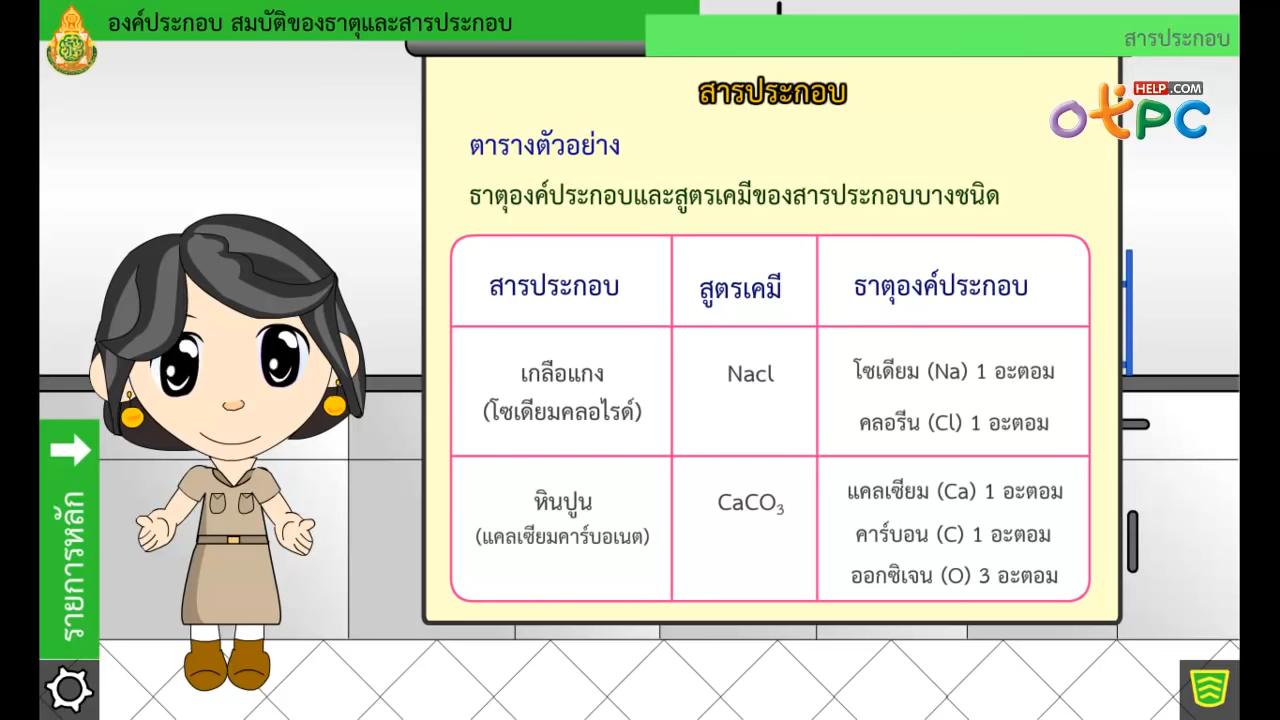 องค์ประกอบ สมบัติของธาตุและสารประกอบ
สารประกอบ
สารประกอบ
HELP.COM
otpc
ตารางตัวอย่าง
ธาตุองค์ประกอบและสูตรเคมีของสารประกอบบางชนิด
สารประกอบ
สูตรเคมี
ธาตุองค์ประกอบ
เกลือแกง
(โซเดียมคลอไรด์)
Nacl
โซเดียม (Na) 1 อะตอม
คลอรีน (Cl) 1 อะตอม
หินปูน
(แคลเซียมคาร์บอเนต)
CaCO₃
แคลเซียม (Ca) 1 อะตอม
คาร์บอน (C) 1 อะตอม
ออกซิเจน (O) 3 อะตอม
รายการหลัก